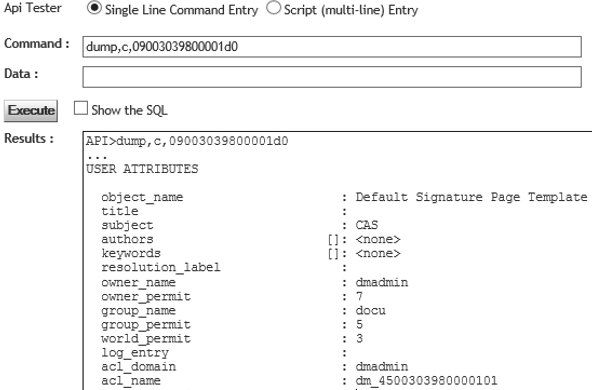 Api Tester Single Line Command Entry Script (multi-line) Entry
Command : dump,c,09003039800001d0
Data :
Execute Show the SQL
Results : API>dump,c,09003039800001d0
...
USER ATTRIBUTES
object_name : Default Signature Page Template
title :
subject : CAS
authors []: <none>
keywords []: <none>
resolution_label :
owner_name : dmadmin
owner_permit : 7
group_name : docu
group_permit : 5
world_permit : 3
log_entry :
acl_domain : dmadmin
acl_name : dm_4500303980000101